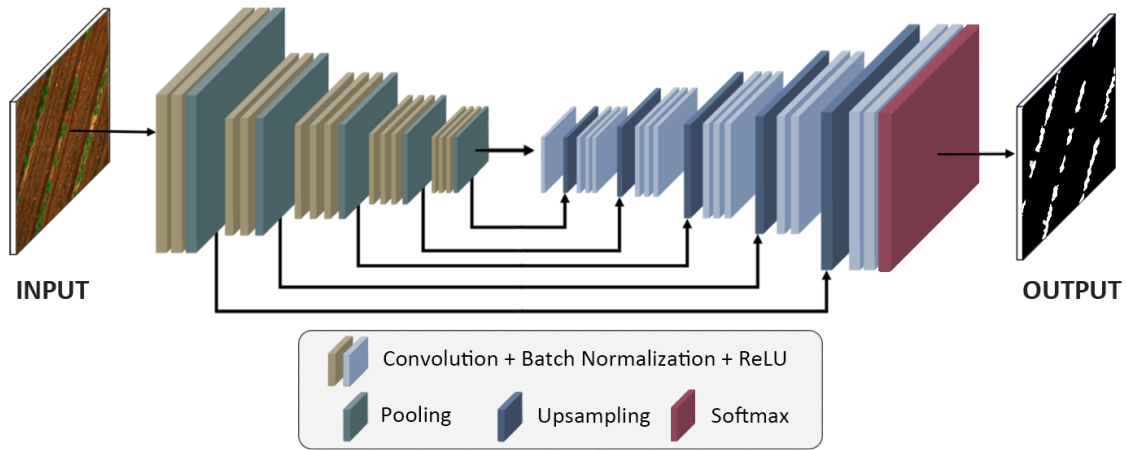 INPUT
OUTPUT
Convolution + Batch Normalization + ReLU
Pooling
Upsampling
Softmax